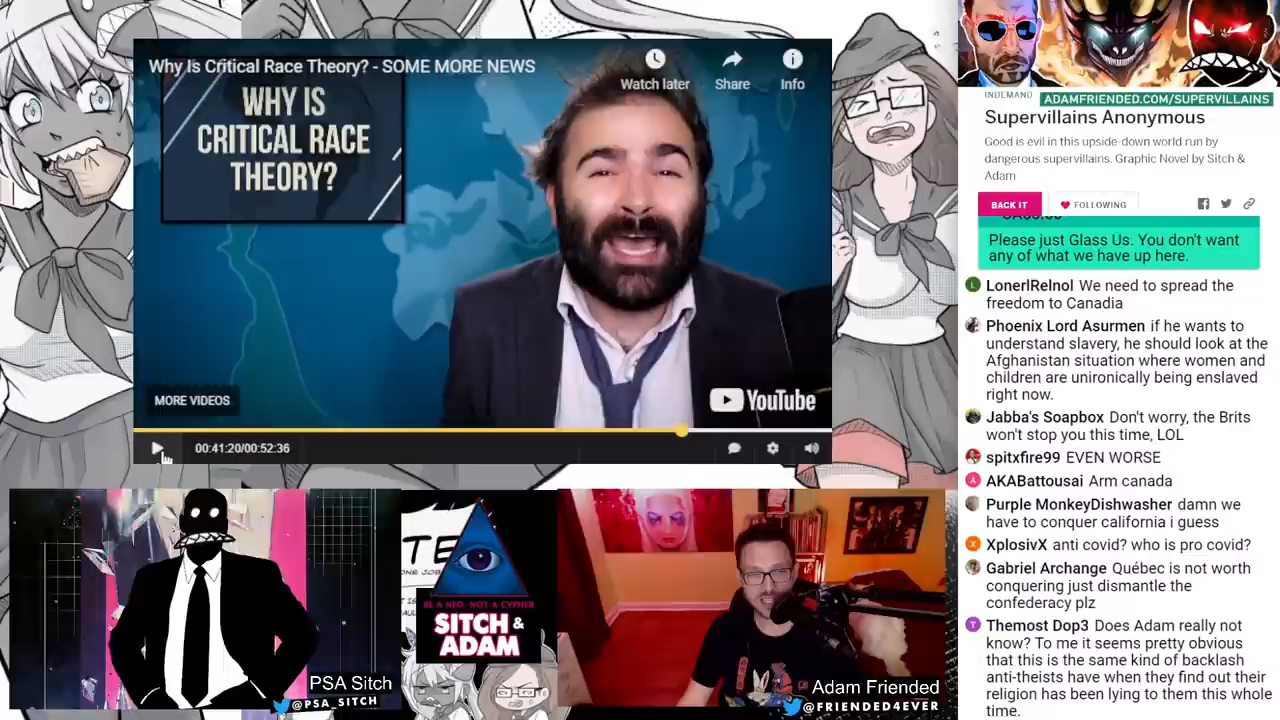 Why Is Critical Race Theory? - SOME MORE NEWS
Watch later
Share
Info
WHY IS
CRITICAL RACE
THEORY?
MORE VIDEOS
YouTube
00:41:20/00:52:36
BE A NEO, NOT A CYPHER
SITCH &
ADAM
PSA Sitch
@PSA_SITCH
Adam Friended
@FRIENDED4EVER
INDEMAND
ADAMFRIENDED.COM/SUPERVILLAINS
Supervillains Anonymous
Good is evil in this upside-down world run by
dangerous supervillains. Graphic Novel by Sitch &
Adam
BACK IT
FOLLOWING
Please just Glass Us. You don't want
any of what we have up here.
LonerlRelnol We need to spread the
freedom to Canadia
Phoenix Lord Asurmen if he wants to
understand slavery, he should look at the
Afghanistan situation where women and
children are unironically being enslaved
right now.
Jabba's Soapbox Don't worry, the Brits
won't stop you this time, LOL
spitxfire99 EVEN WORSE
AKABattousai Arm canada
Purple MonkeyDishwasher damn we
have to conquer california i guess
XplosivX anti covid? who is pro covid?
Gabriel Archange Québec is not worth
conquering just dismantle the
confederacy plz
Themost Dop3 Does Adam really not
know? To me it seems pretty obvious
that this is the same kind of backlash
anti-theists have when they find out their
religion has been lying to them this whole
time.